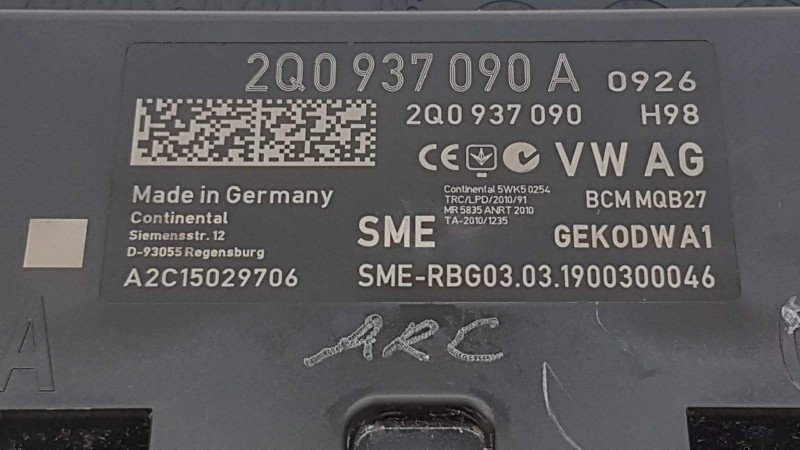 2Q0 937 090 A 0926
2Q0 937 090 H98
CE VW AG
Made in Germany
Continental
Siemensstr. 12
D-93055 Regensburg
A2C15029706
Continental 5WK5 0254
TRC/LPD/2010/91
MR 5835 ANRT 2010
TA-2010/1235
BCM MQB27
SME GEKODWA1
SME-RBG03.03.1900300046
ARC
A